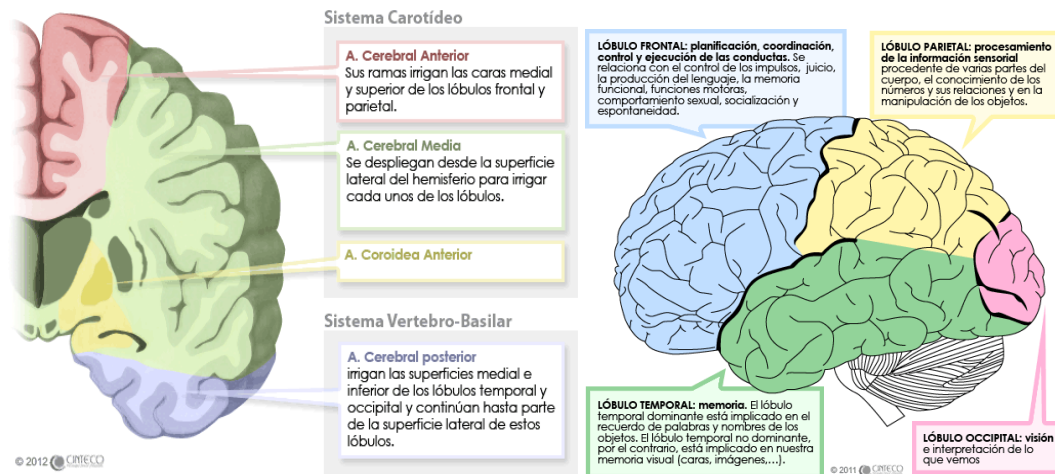 Sistema Carotídeo
A. Cerebral Anterior
Sus ramas irrigan las caras medial
y superior de los lóbulos frontal y
parietal.
A. Cerebral Media
Se despliegan desde la superficie
lateral del hemisferio para irrigar
cada unos de los lóbulos.
A. Coroidea Anterior
Sistema Vertebro-Basilar
A. Cerebral posterior
irrigan las superficies medial e
inferior de los lóbulos temporal y
occipital y continúan hasta parte
de la superficie lateral de estos
lóbulos.
© 2012 CINTECO
LÓBULO FRONTAL: planificación, coordinación,
control y ejecución de las conductas. Se
relaciona con el control de los impulsos, juicio,
la producción del lenguaje, la memoria
funcional, funciones motóras,
comportamiento sexual, socialización y
espontaneidad.
LÓBULO PARIETAL: procesamiento
de la información sensorial
procedente de varias partes del
cuerpo, el conocimiento de los
números y sus relaciones y en la
manipulación de los objetos.
LÓBULO TEMPORAL: memoria. El lóbulo
temporal dominante está implicado en el
recuerdo de palabras y nombres de los
objetos. El lóbulo temporal no dominante,
por el contrario, está implicado en nuestra
memoria visual (caras, imágenes,...).
LÓBULO OCCIPITAL: visión
e interpretación de lo
que vemos
© 2011 CINTECO